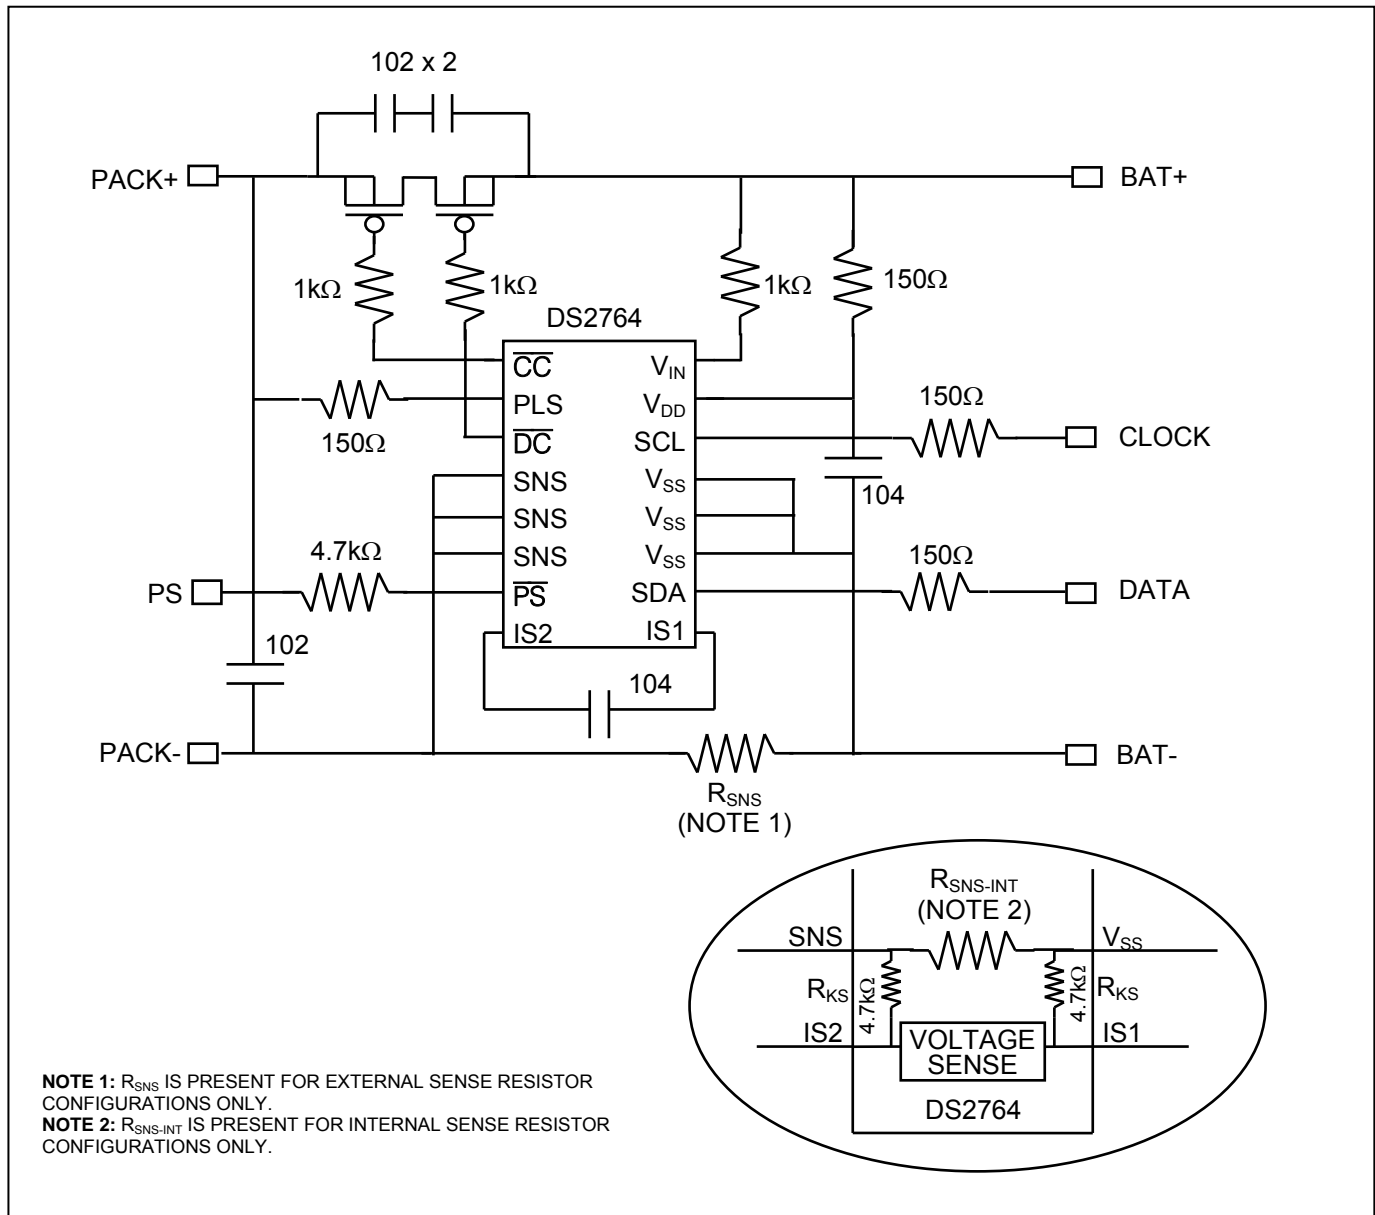 102 x 2
PACK+
BAT+
1kΩ
1kΩ
1kΩ
150Ω
DS2764
CC
VIN
PLS
VDD
150Ω
150Ω
DC
SCL
CLOCK
SNS
VSS
104
SNS
VSS
4.7kΩ
SNS
VSS
150Ω
PS
PS
SDA
DATA
IS2
IS1
102
104
PACK-
BAT-
RSNS
(NOTE 1)
RSNS-INT
(NOTE 2)
SNS
VSS
RKS
4.7kΩ
4.7kΩ
RKS
IS2
VOLTAGE
SENSE
IS1
DS2764
NOTE 1: RSNS IS PRESENT FOR EXTERNAL SENSE RESISTOR
CONFIGURATIONS ONLY.
NOTE 2: RSNS-INT IS PRESENT FOR INTERNAL SENSE RESISTOR
CONFIGURATIONS ONLY.